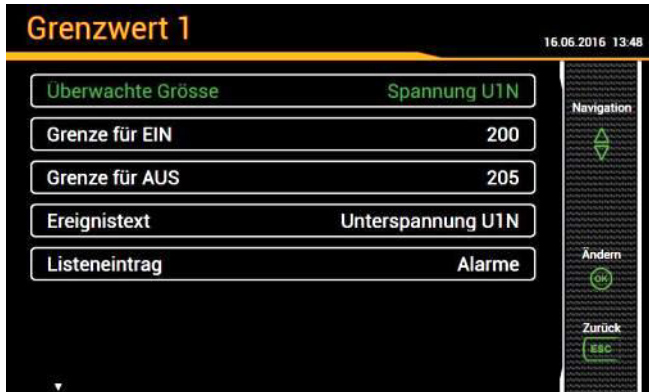 Grenzwert 1
16.06.2016 13:48
Überwachte Grösse Spannung U1N
Grenze für EIN 200
Grenze für AUS 205
Ereignistext Unterspannung U1N
Listeneintrag Alarme
Navigation
Ändern
OK
Zurück
ESC